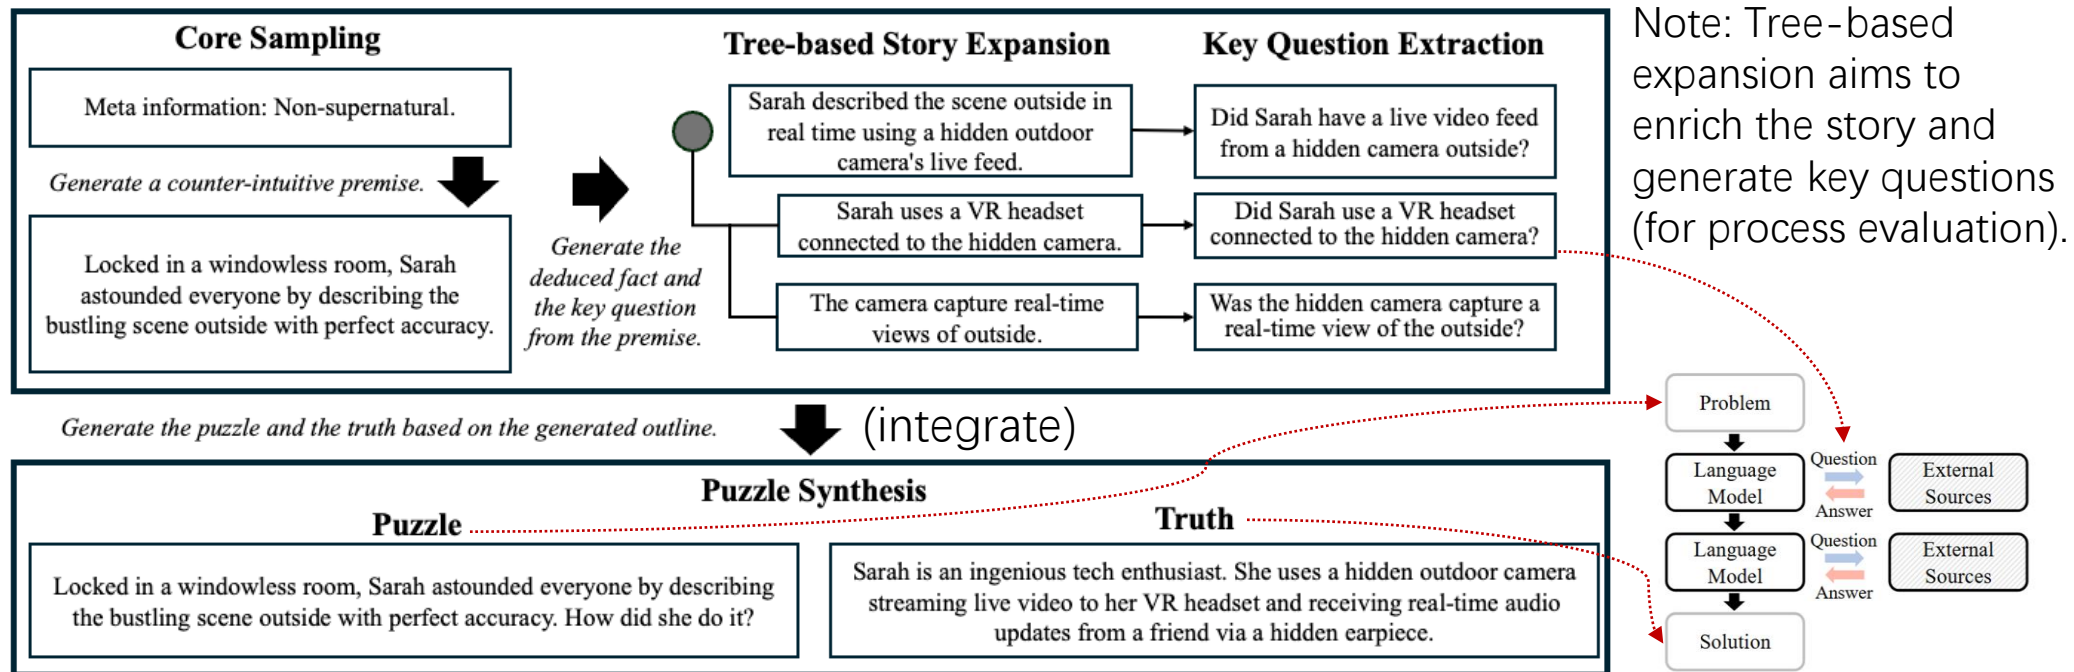 Core Sampling
Meta information: Non-supernatural.
Generate a counter-intuitive premise.
Locked in a windowless room, Sarah
astounded everyone by describing the
bustling scene outside with perfect accuracy.
Generate the
deduced fact and
the key question
from the premise.
Tree-based Story Expansion
Sarah described the scene outside in
real time using a hidden outdoor
camera's live feed.
Sarah uses a VR headset
connected to the hidden camera.
The camera capture real-time
views of outside.
Key Question Extraction
Did Sarah have a live video feed
from a hidden camera outside?
Did Sarah use a VR headset
connected to the hidden camera?
Was the hidden camera capture a
real-time view of the outside?
Note: Tree-based
expansion aims to
enrich the story and
generate key questions
(for process evaluation).
Generate the puzzle and the truth based on the generated outline.
(integrate)
Puzzle Synthesis
Puzzle
Locked in a windowless room, Sarah astounded everyone by describing
the bustling scene outside with perfect accuracy. How did she do it?
Truth
Sarah is an ingenious tech enthusiast. She uses a hidden outdoor camera
streaming live video to her VR headset and receiving real-time audio
updates from a friend via a hidden earpiece.
Problem
Language
Model
Question
Answer
External
Sources
Language
Model
Question
Answer
External
Sources
Solution